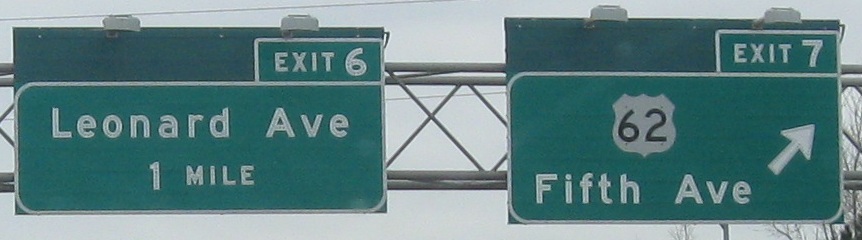 EXIT 6
Leonard Ave
1 MILE
EXIT 7
62
Fifth Ave